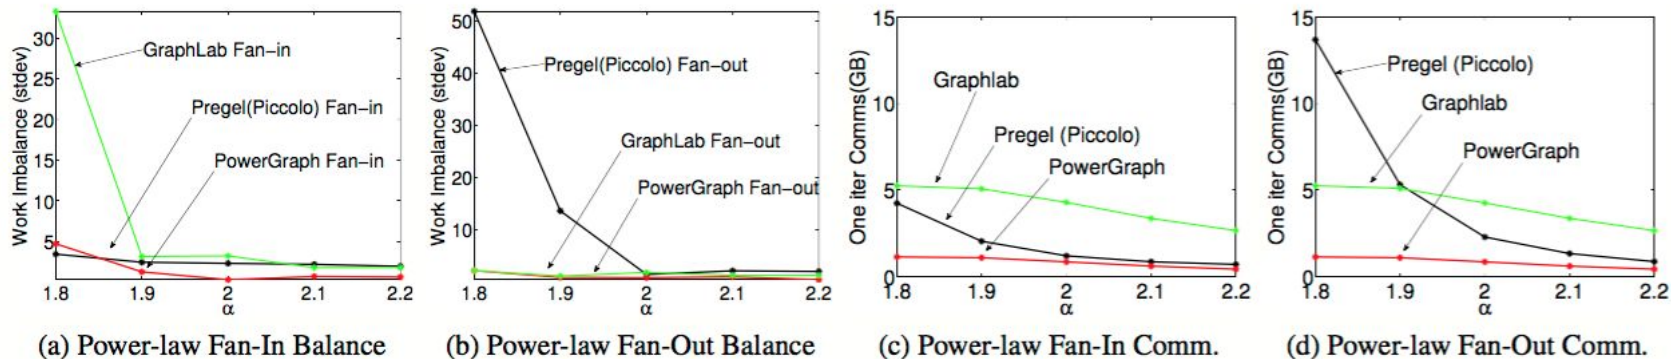 Work Imbalance (stdev)
30
25
20
15
10
5
1.8
1.9
2
2.1
2.2
α
GraphLab Fan-in
Pregel(Piccolo) Fan-in
PowerGraph Fan-in
(a) Power-law Fan-In Balance
Work Imbalance (stdev)
50
40
30
20
10
1.8
1.9
2
2.1
2.2
α
Pregel(Piccolo) Fan-out
GraphLab Fan-out
PowerGraph Fan-out
(b) Power-law Fan-Out Balance
One iter Comms(GB)
15
10
5
0
1.8
1.9
2
2.1
2.2
α
Graphlab
Pregel (Piccolo)
PowerGraph
(c) Power-law Fan-In Comm.
One iter Comms(GB)
15
10
5
0
1.8
1.9
2
2.1
2.2
α
Pregel (Piccolo)
Graphlab
PowerGraph
(d) Power-law Fan-Out Comm.